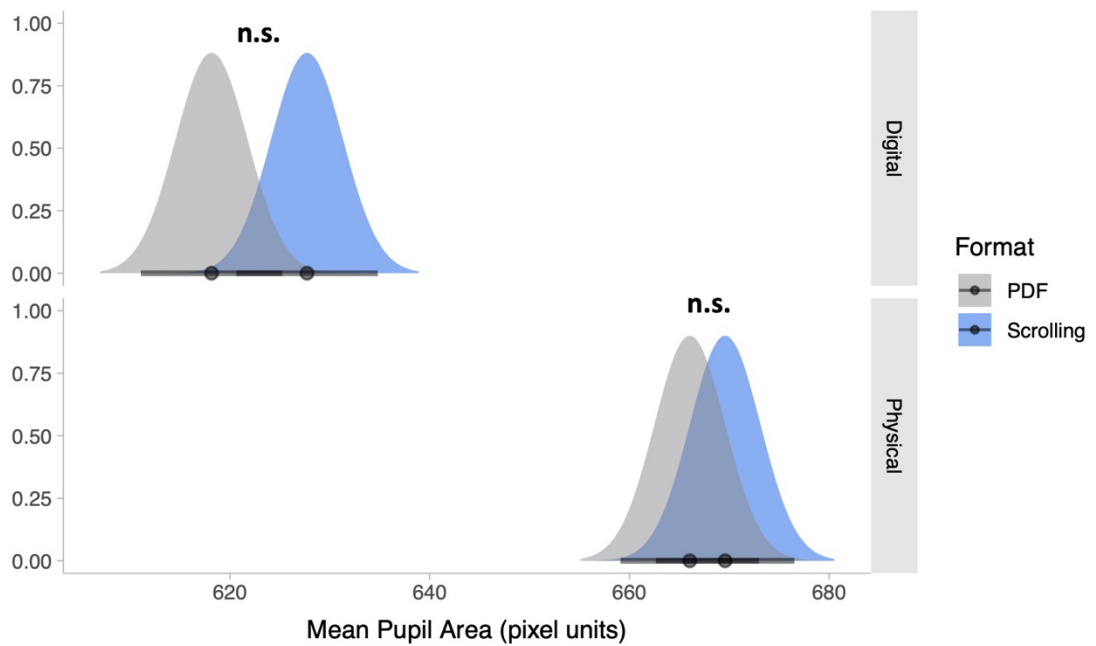 1.00
0.75
0.50
0.25
0.00
n.s.
Digital
1.00
0.75
0.50
0.25
0.00
n.s.
Physical
620
640
660
680
Mean Pupil Area (pixel units)
Format
PDF
Scrolling